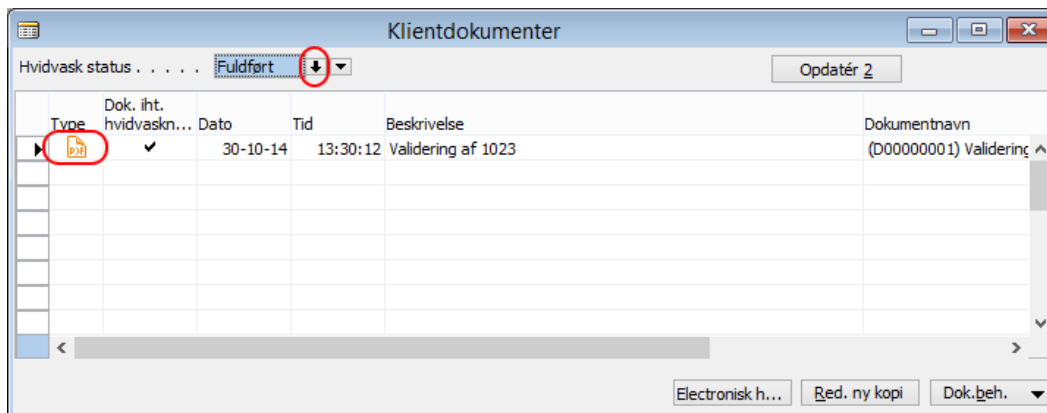 Klientdokumenter
Hvidvask status . . . . . Fuldført
Opdatér 2
Type Dok. iht. hvidvaskn... Dato Tid Beskrivelse Dokumentnavn
PDF ✔ 30-10-14 13:30:12 Validering af 1023 (D00000001) Validering
Electronisk h... Red. ny kopi Dok.beh.